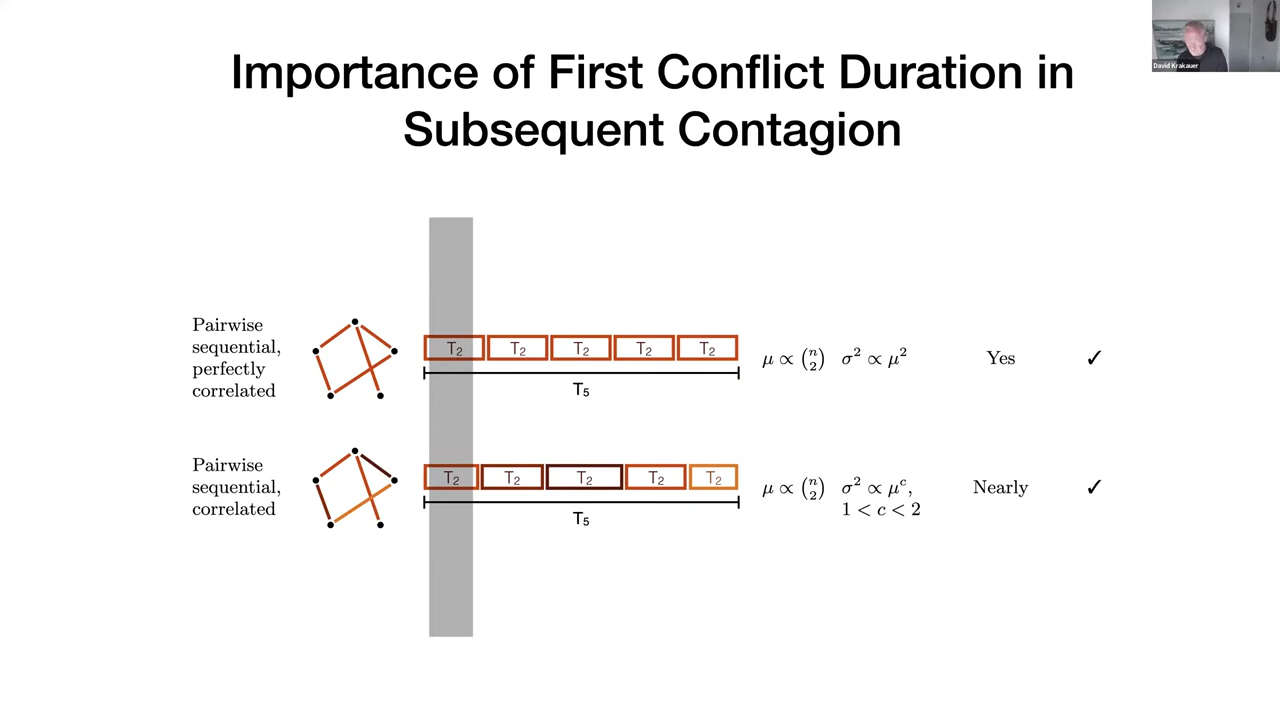 Importance of First Conflict Duration in
Subsequent Contagion
David Krakauer
Pairwise
sequential,
perfectly
correlated
T₂ T₂ T₂ T₂ T₂
T₅
μ ∝ (n 2) σ² ∝ μ² Yes ✓
Pairwise
sequential,
correlated
T₂ T₂ T₂ T₂ T₂
T₅
μ ∝ (n 2) σ² ∝ μᶜ, Nearly ✓
1 < c < 2